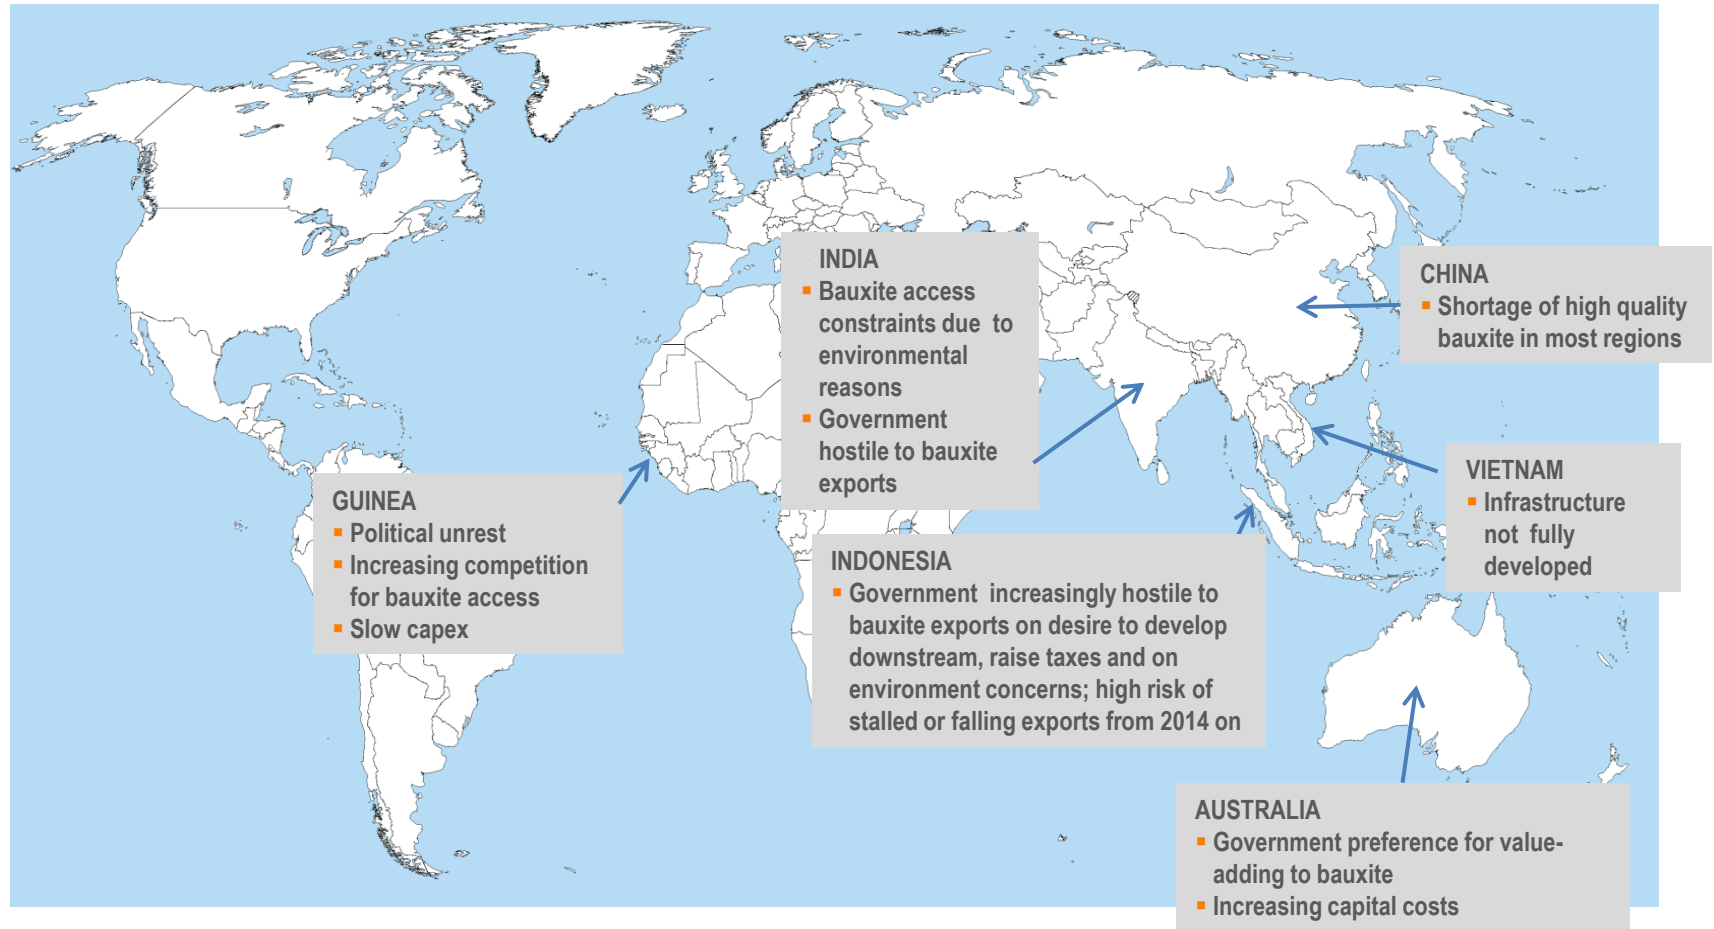 INDIA
▪ Bauxite access
constraints due to
environmental
reasons
▪ Government
hostile to bauxite
exports
CHINA
▪ Shortage of high quality
bauxite in most regions
GUINEA
▪ Political unrest
▪ Increasing competition
for bauxite access
▪ Slow capex
VIETNAM
▪ Infrastructure
not fully
developed
INDONESIA
▪ Government increasingly hostile to
bauxite exports on desire to develop
downstream, raise taxes and on
environment concerns; high risk of
stalled or falling exports from 2014 on
AUSTRALIA
▪ Government preference for value-
adding to bauxite
▪ Increasing capital costs